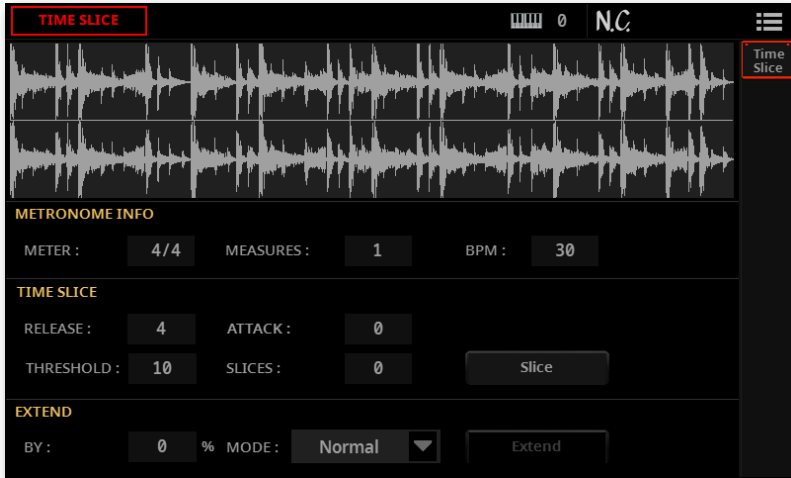 TIME SLICE 0 N.C.
Time
Slice
METRONOME INFO
METER : 4/4 MEASURES : 1 BPM : 30
TIME SLICE
RELEASE : 4 ATTACK : 0
THRESHOLD : 10 SLICES : 0 Slice
EXTEND
BY : 0 % MODE : Normal Extend